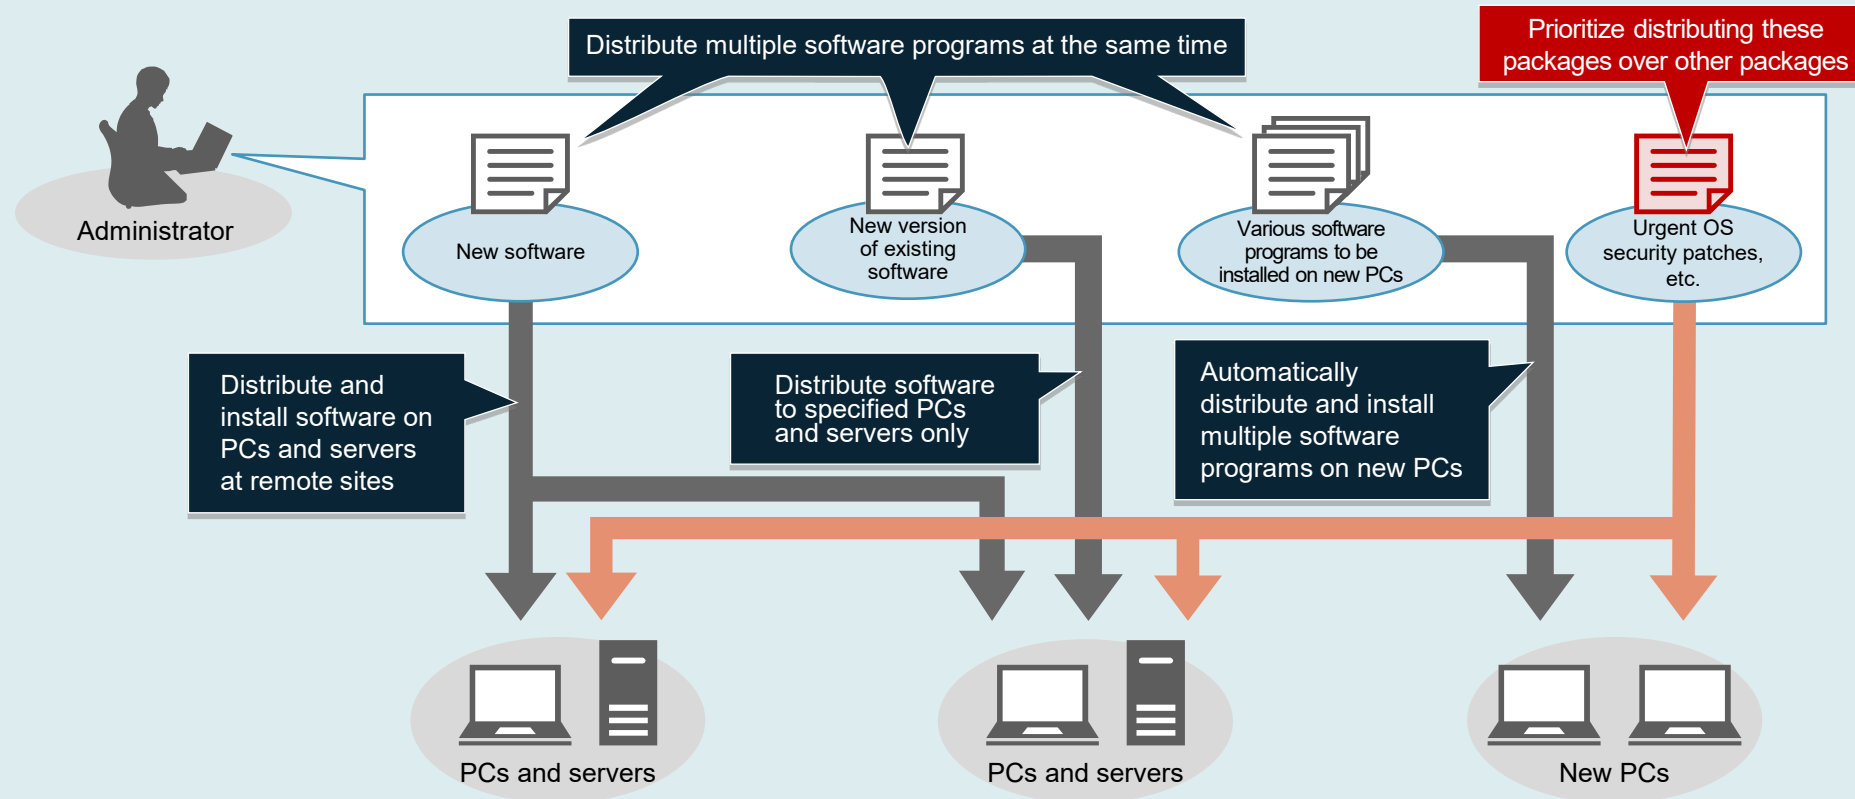 Distribute multiple software programs at the same time
Prioritize distributing these
packages over other packages
Administrator
New software
New version
of existing
software
Various software
programs to be
installed on new PCs
Urgent OS
security patches,
etc.
Distribute and
install software on
PCs and servers
at remote sites
Distribute software
to specified PCs
and servers only
Automatically
distribute and install
multiple software
programs on new PCs
PCs and servers
PCs and servers
New PCs